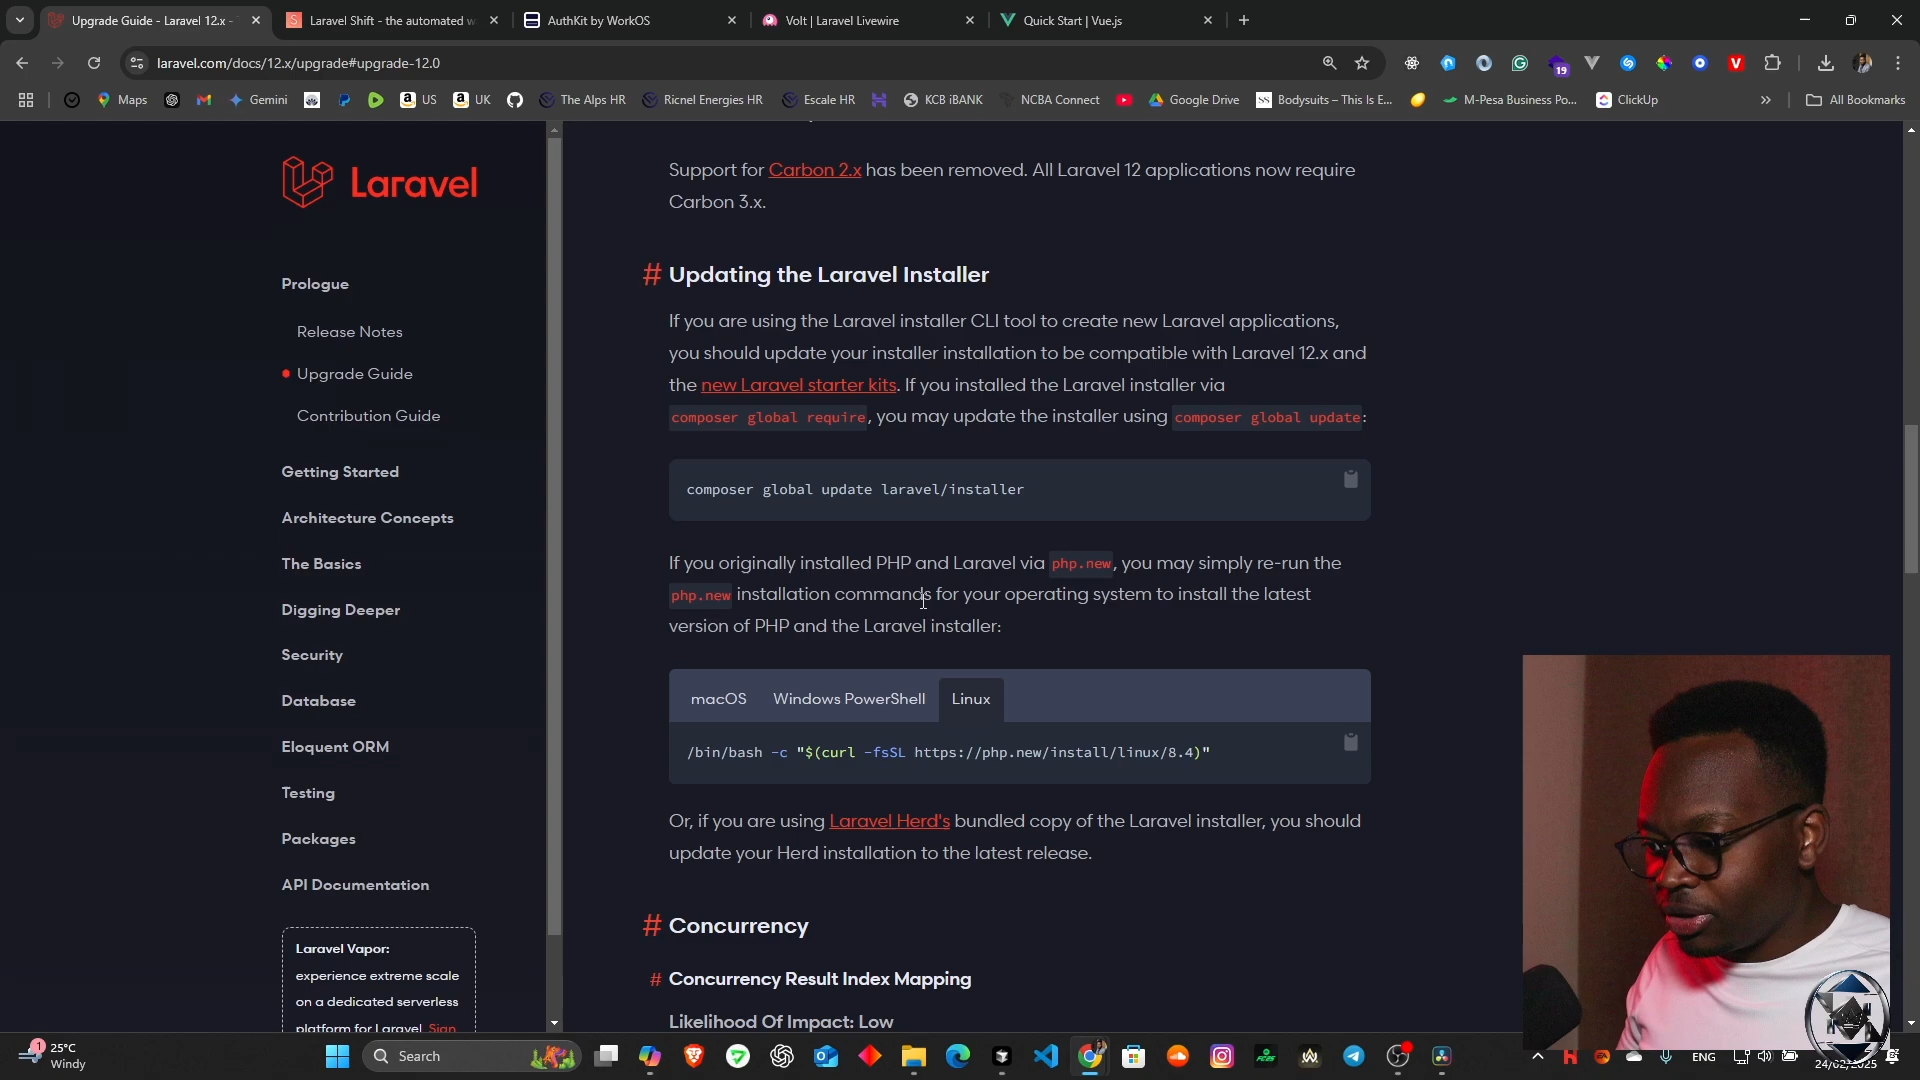 Upgrade Guide - Laravel 12.x -
Laravel Shift - the automated w
AuthKit by WorkOS
Volt | Laravel Livewire
Quick Start | Vue.js
laravel.com/docs/12.x/upgrade#upgrade-12.0
19
Maps
Gemini
US
UK
The Alps HR
Ricnel Energies HR
Escale HR
KCB iBANK
NCBA Connect
Google Drive
Bodysuits – This Is E...
M-Pesa Business Po...
ClickUp
All Bookmarks
Laravel
Prologue
Release Notes
Upgrade Guide
Contribution Guide
Getting Started
Architecture Concepts
The Basics
Digging Deeper
Security
Database
Eloquent ORM
Testing
Packages
API Documentation
Laravel Vapor:
experience extreme scale
on a dedicated serverless
platform for Laravel. Sign
Support for Carbon 2.x has been removed. All Laravel 12 applications now require
Carbon 3.x.
# Updating the Laravel Installer
If you are using the Laravel installer CLI tool to create new Laravel applications,
you should update your installer installation to be compatible with Laravel 12.x and
the new Laravel starter kits. If you installed the Laravel installer via
composer global require, you may update the installer using composer global update:
composer global update laravel/installer
If you originally installed PHP and Laravel via php.new, you may simply re-run the
php.new installation commands for your operating system to install the latest
version of PHP and the Laravel installer:
macOS Windows PowerShell Linux
/bin/bash -c "$(curl -fsSL https://php.new/install/linux/8.4)"
Or, if you are using Laravel Herd's bundled copy of the Laravel installer, you should
update your Herd installation to the latest release.
# Concurrency
# Concurrency Result Index Mapping
Likelihood Of Impact: Low
1
25°C
Windy
Search
ENG
24/02/2025